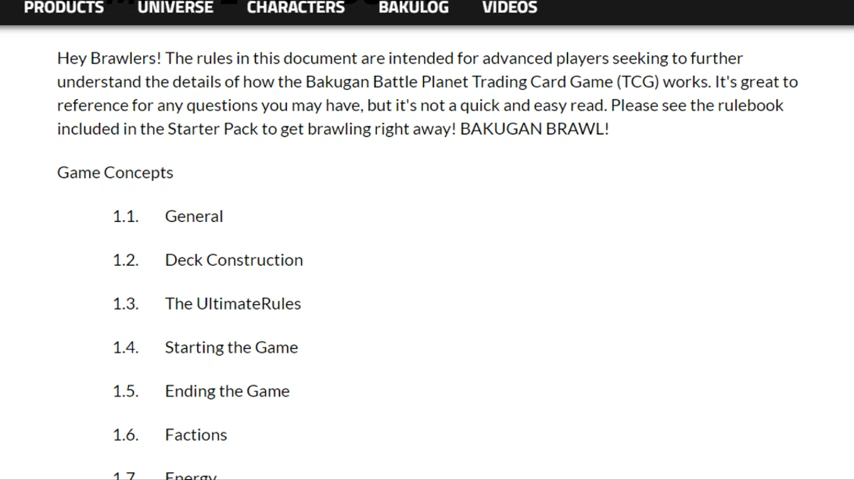 PRODUCTS UNIVERSE CHARACTERS BAKULOG VIDEOS
Hey Brawlers! The rules in this document are intended for advanced players seeking to further
understand the details of how the Bakugan Battle Planet Trading Card Game (TCG) works. It's great to
reference for any questions you may have, but it's not a quick and easy read. Please see the rulebook
included in the Starter Pack to get brawling right away! BAKUGAN BRAWL!
Game Concepts
1.1. General
1.2. Deck Construction
1.3. The UltimateRules
1.4. Starting the Game
1.5. Ending the Game
1.6. Factions
1.7 Energy